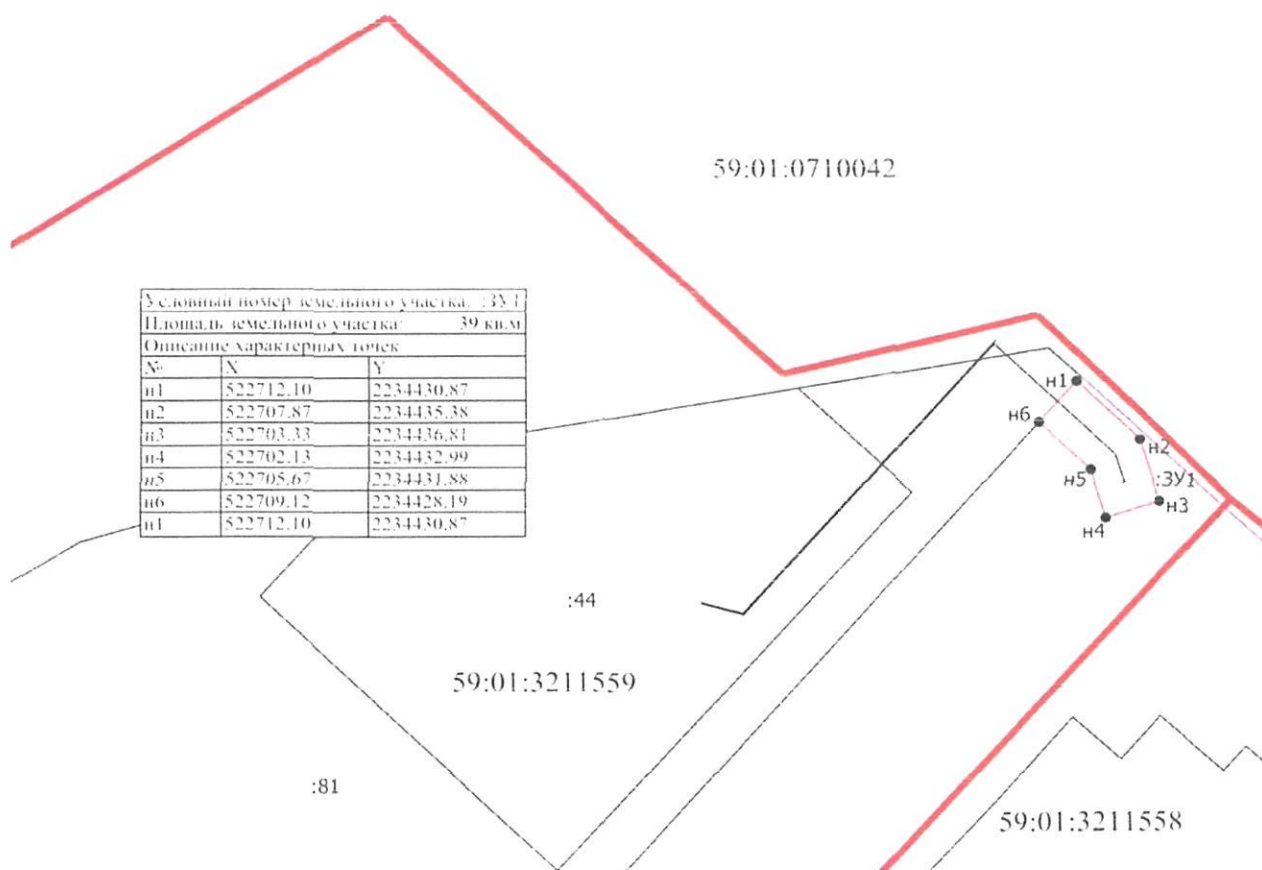 59:01:0710042
Условный номер земельного участка: :ЗУ1
Площадь земельного участка: 39 кв.м
Описание характерных точек
№ X Y
н1 522712.10 2234430.87
н2 522707.87 2234435.38
н3 522703.33 2234436.81
н4 522702.13 2234432.99
н5 522705.67 2234431.88
н6 522709.12 2234428.19
н1 522712.10 2234430.87
н1
н6
н2
н5
:ЗУ1
н3
н4
:44
59:01:3211559
:81
59:01:3211558